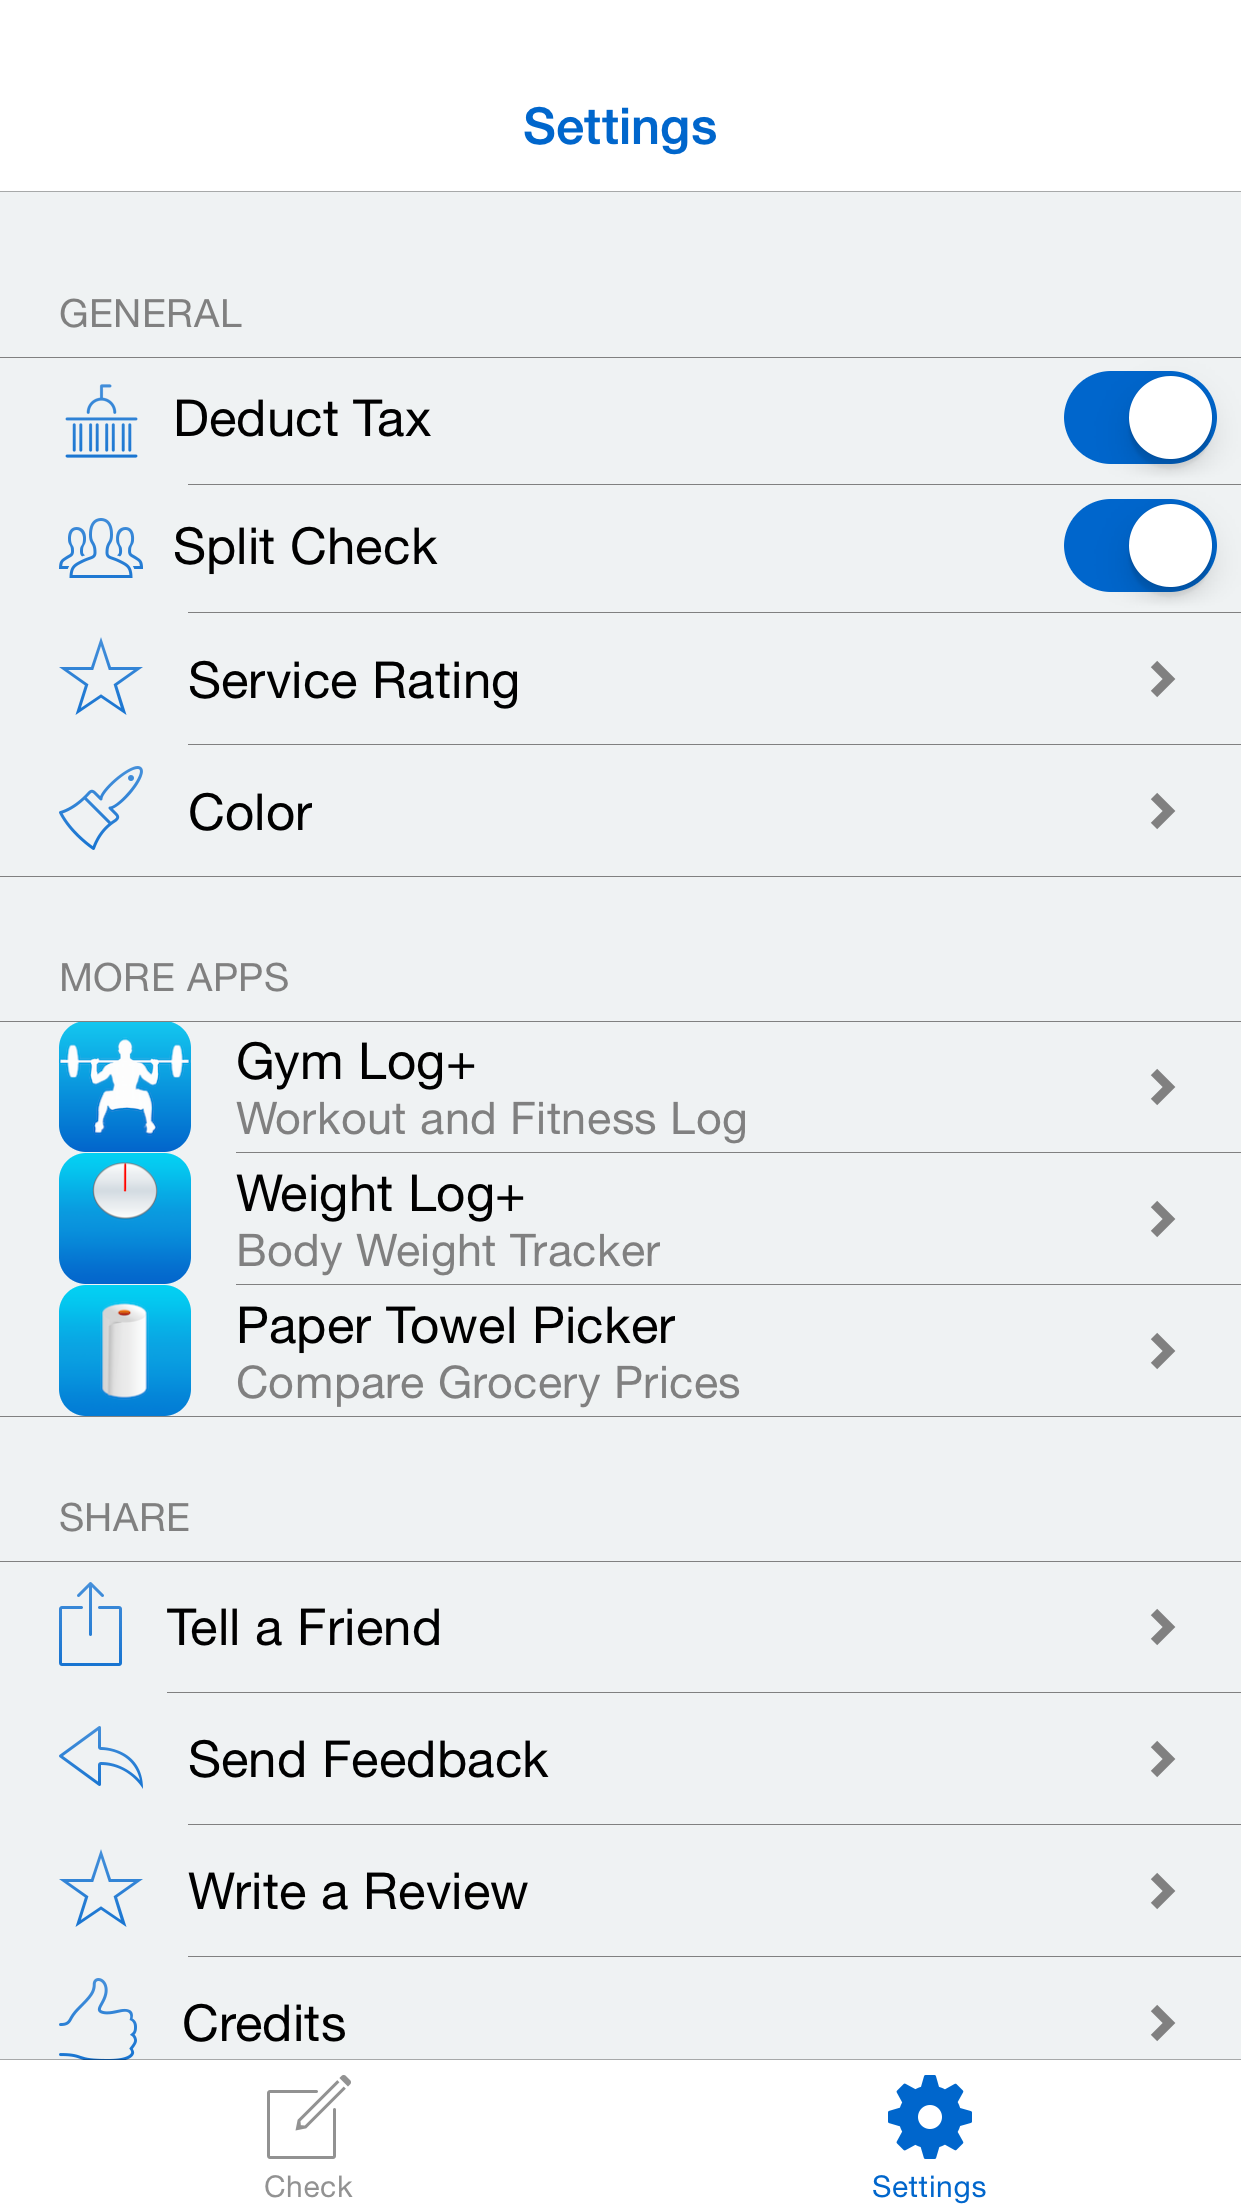 Settings
GENERAL
Deduct Tax
Split Check
Service Rating
Color
MORE APPS
Gym Log+
Workout and Fitness Log
Weight Log+
Body Weight Tracker
Paper Towel Picker
Compare Grocery Prices
SHARE
Tell a Friend
Send Feedback
Write a Review
Credits
Check
Settings